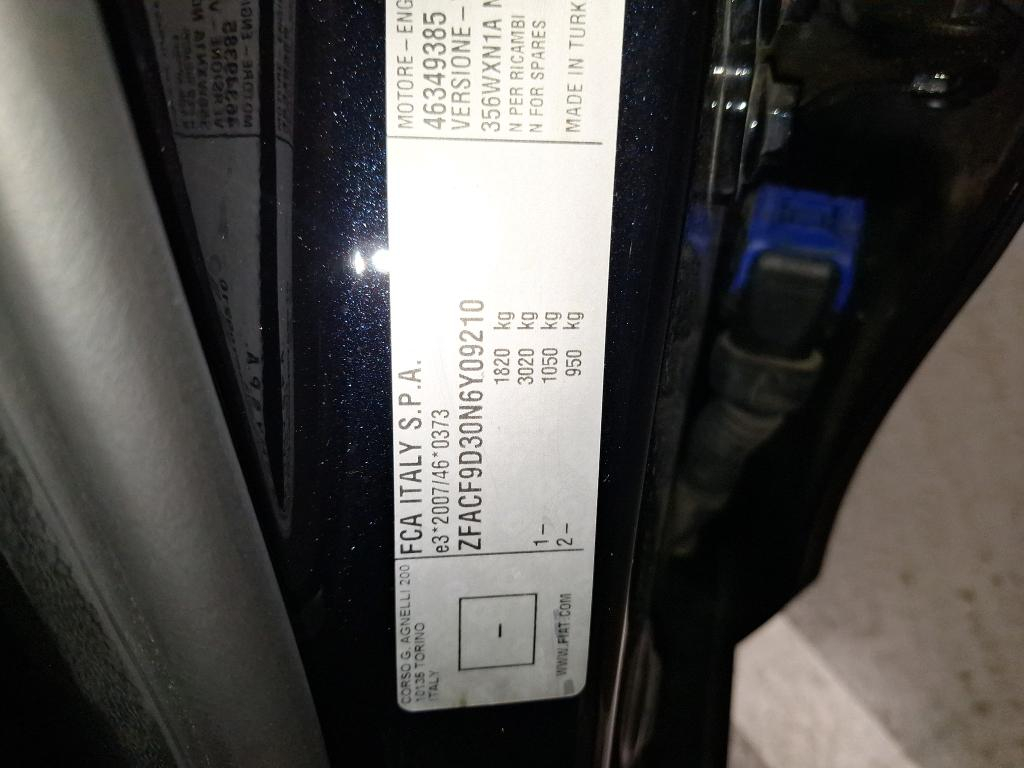 CORSO G. AGNELLI 200
10135 TORINO
ITALY
-
WWW.FIAT.COM
FCA ITALY S.P.A.
e3*2007/46*0373
ZFACF9D30N6Y09210
1820 kg
3020 kg
1- 1050 kg
2- 950 kg
MOTORE - ENG
46349385
VERSIONE -
356WXN1A
N PER RICAMBI
N FOR SPARES
MADE IN TURK